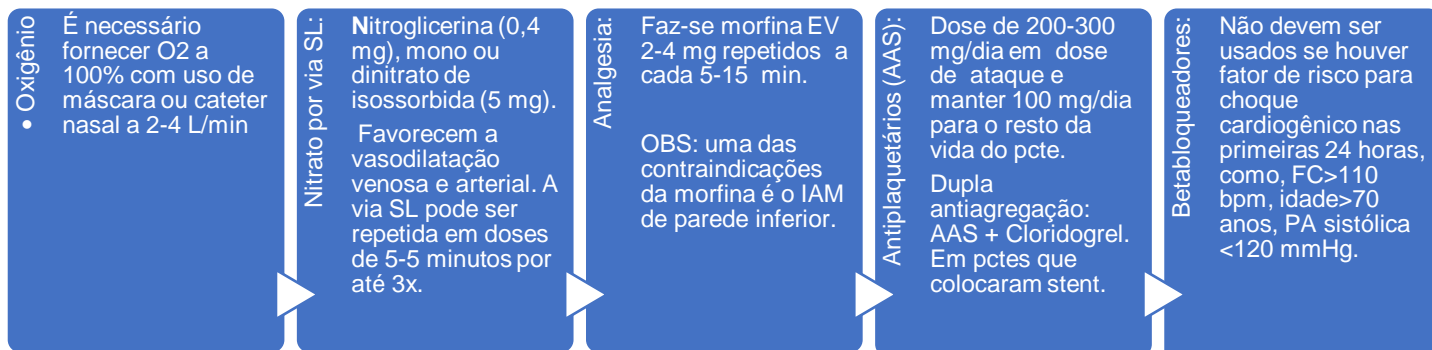 Oxigênio
•
É necessário
fornecer O2 a
100% com uso de
máscara ou cateter
nasal a 2-4 L/min
Nitrato por via SL:
Nitroglicerina (0,4
mg), mono ou
dinitrato de
isossorbida (5 mg).
Favorecem a
vasodilatação
venosa e arterial. A
via SL pode ser
repetida em doses
de 5-5 minutos por
até 3x.
Analgesia:
Faz-se morfina EV
2-4 mg repetidos a
cada 5-15 min.
OBS: uma das
contraindicações
da morfina é o IAM
de parede inferior.
Antiplaquetários (AAS):
Dose de 200-300
mg/dia em dose
de ataque e
manter 100 mg/dia
para o resto da
vida do pcte.
Dupla
antiagregação:
AAS + Cloridogrel.
Em pctes que
colocaram stent.
Betabloqueadores:
Não devem ser
usados se houver
fator de risco para
choque
cardiogênico nas
primeiras 24 horas,
como, FC>110
bpm, idade>70
anos, PA sistólica
<120 mmHg.